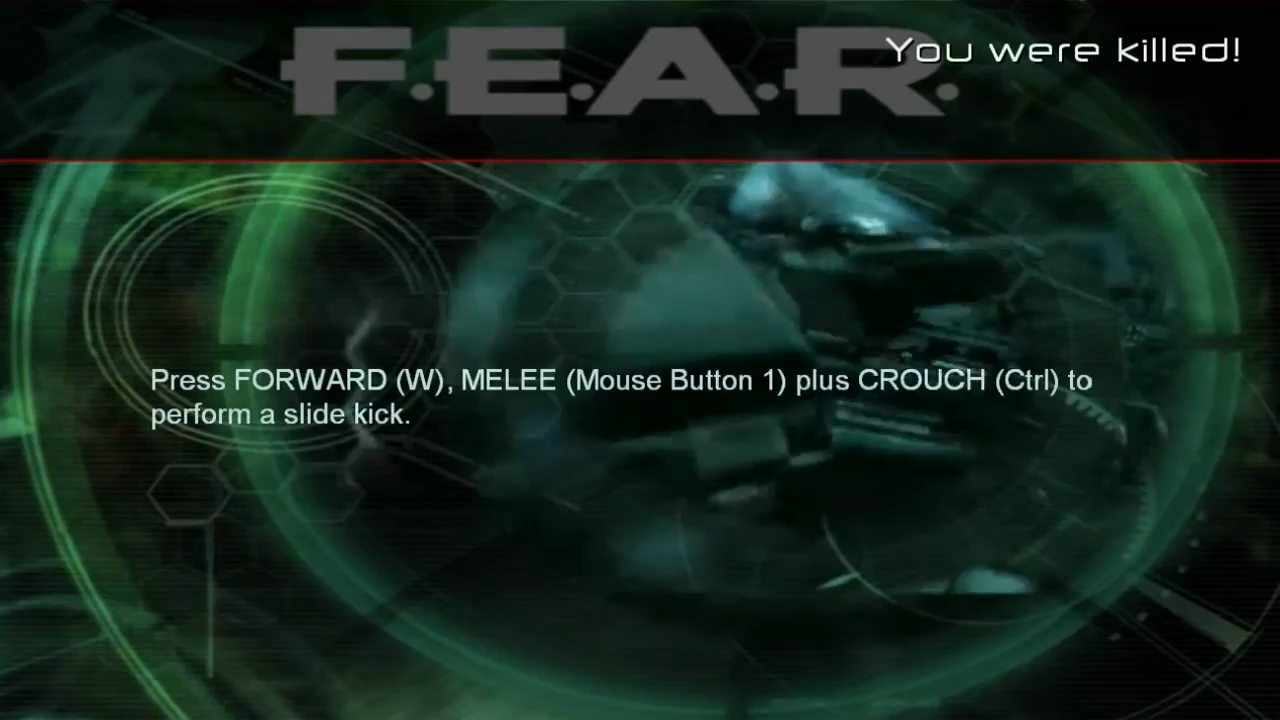 F.E.A.R.
You were killed!
Press FORWARD (W), MELEE (Mouse Button 1) plus CROUCH (Ctrl) to
perform a slide kick.